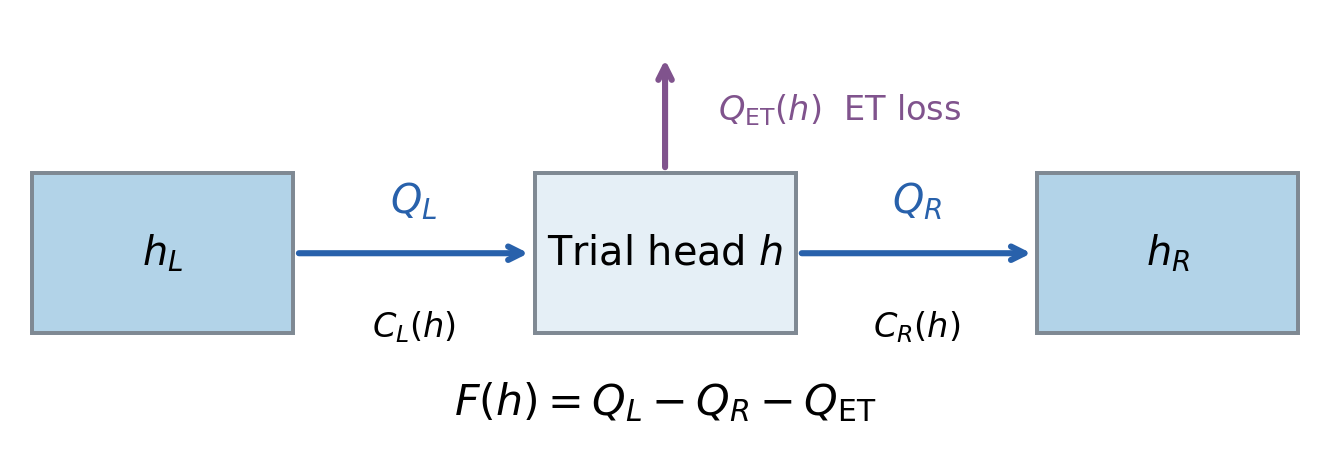 Q_ET(h) ET loss
Q_L
Q_R
h_L
Trial head h
h_R
C_L(h)
C_R(h)
F(h) = Q_L − Q_R − Q_ET